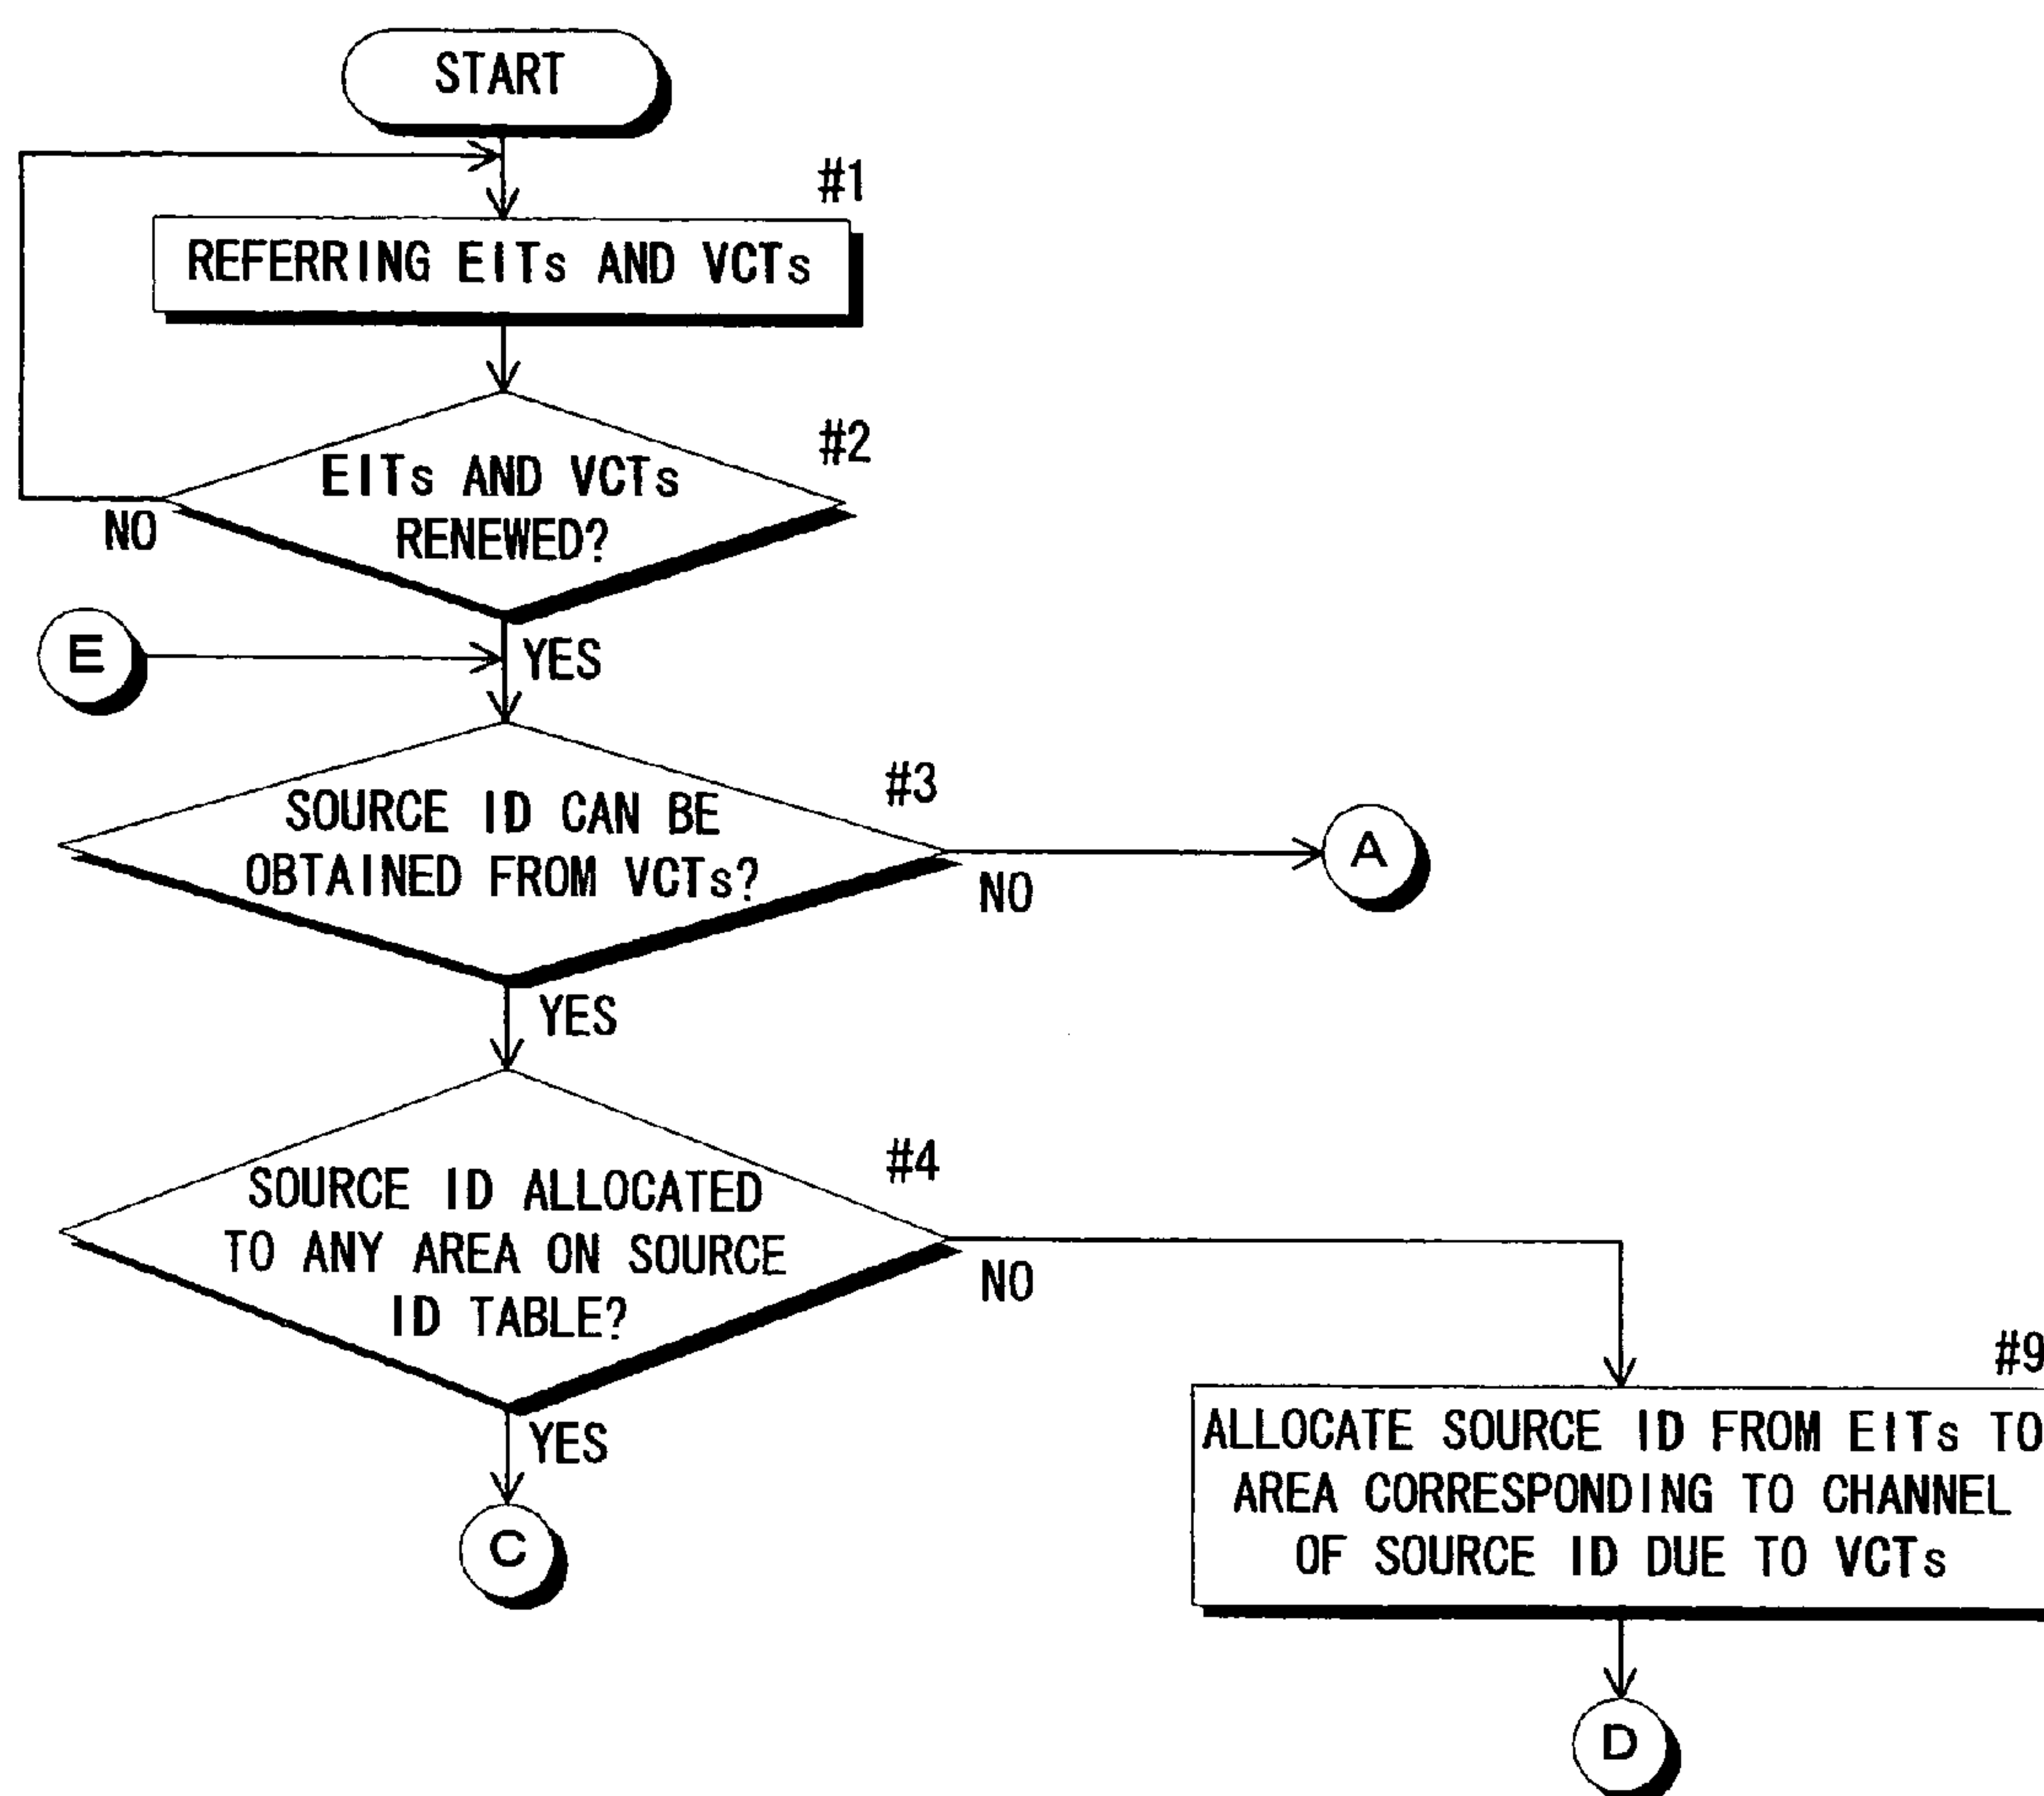 START
#1
REFERRING EITs AND VCTs
#2
EITs AND VCTs
RENEWED?
NO
E
YES
#3
SOURCE ID CAN BE
OBTAINED FROM VCTs?
A
NO
YES
#4
SOURCE ID ALLOCATED
TO ANY AREA ON SOURCE
ID TABLE?
NO
#9
ALLOCATE SOURCE ID FROM EITs TO
AREA CORRESPONDING TO CHANNEL
OF SOURCE ID DUE TO VCTs
YES
C
D